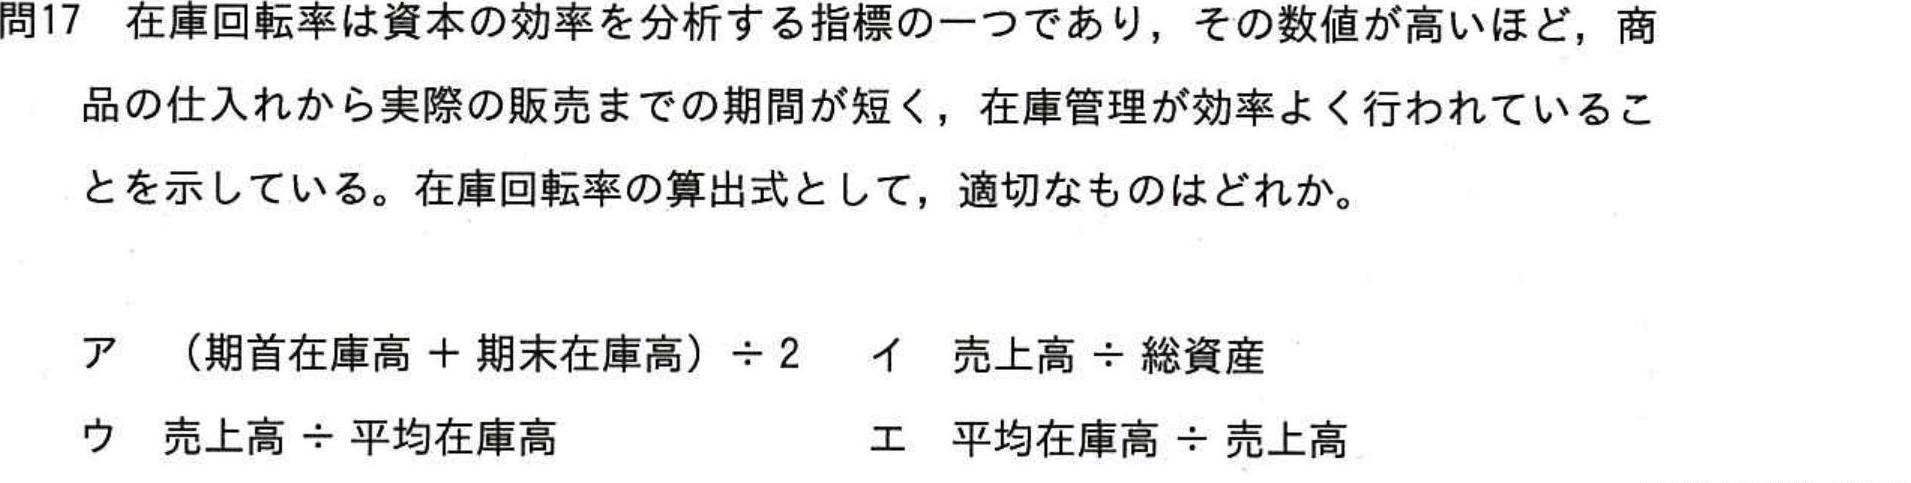 問17　在庫回転率は資本の効率を分析する指標の一つであり，その数値が高いほど，商
品の仕入れから実際の販売までの期間が短く，在庫管理が効率よく行われているこ
とを示している。在庫回転率の算出式として，適切なものはどれか。
ア　（期首在庫高 ＋ 期末在庫高）÷ 2　イ　売上高 ÷ 総資産
ウ　売上高 ÷ 平均在庫高　エ　平均在庫高 ÷ 売上高